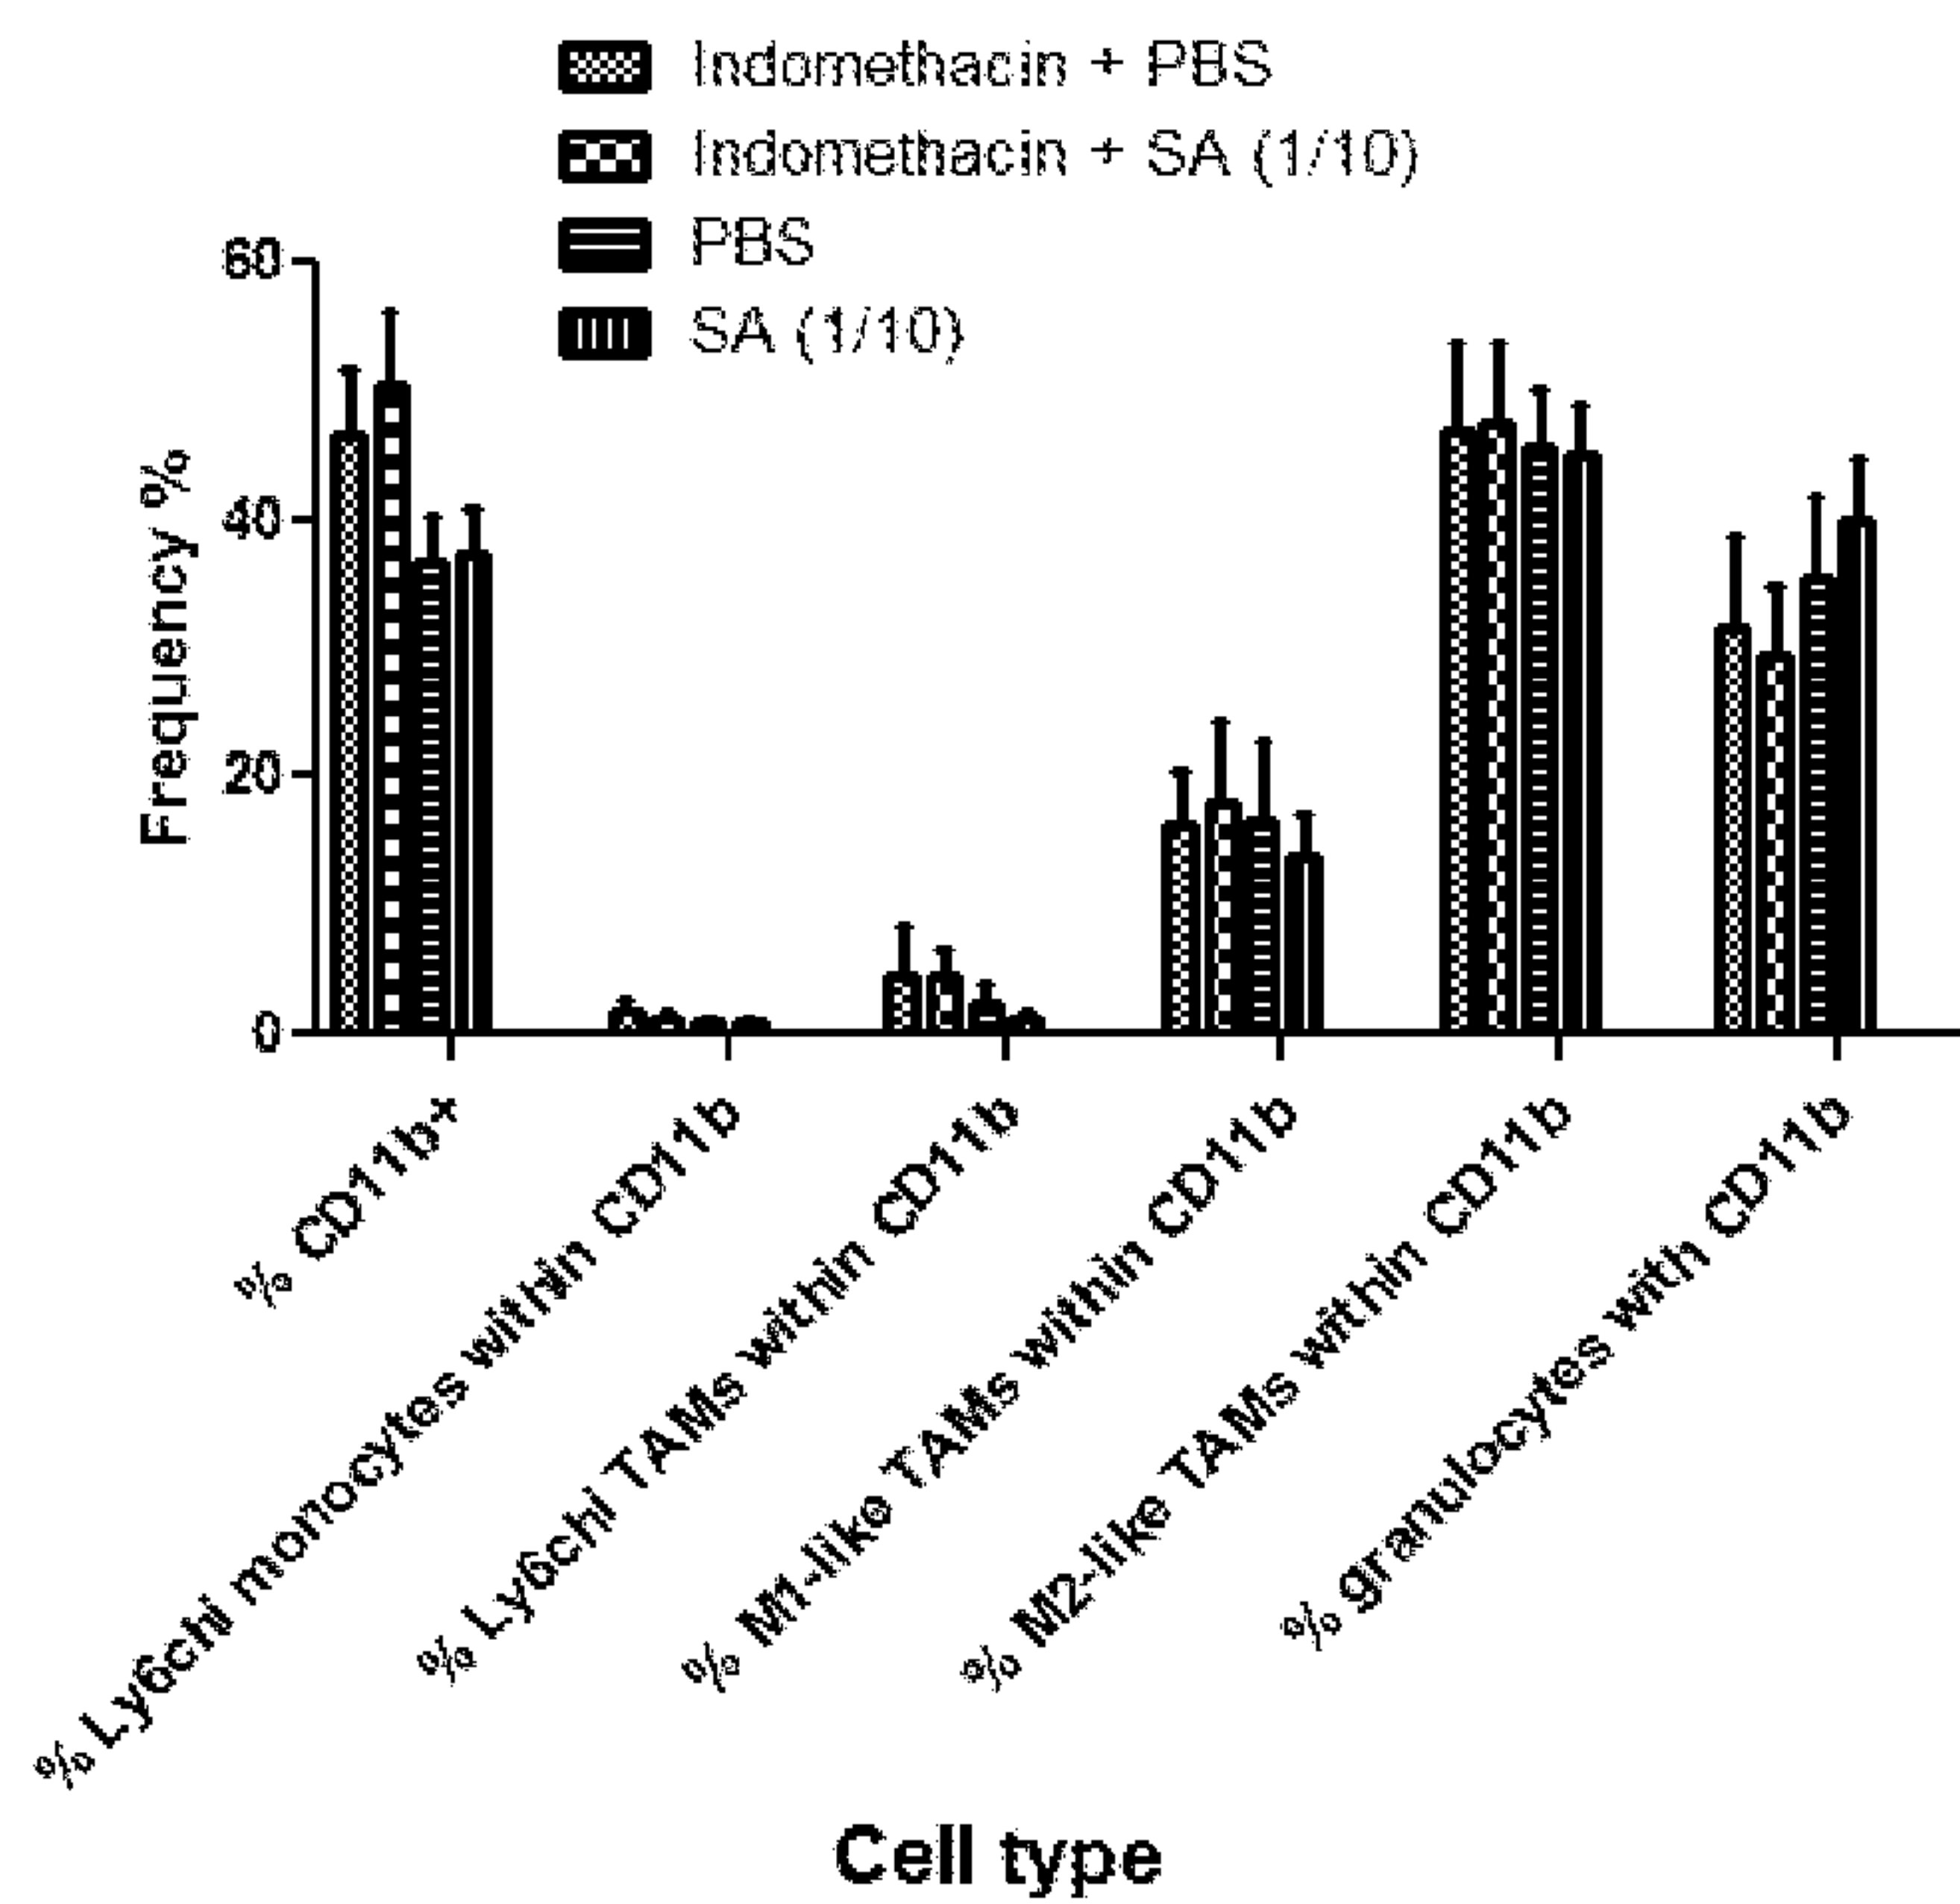 Indomethacin + PBS
Indomethacin + SA (1/10)
PBS
SA (1/10)
60
40
20
0
Frequency %
% CD11b+
% Ly6chi monocytes within CD11b
% Ly6chi TAMs within CD11b
% M1-like TAMs within CD11b
% M2-like TAMs within CD11b
% granulocytes with CD11b
Cell type